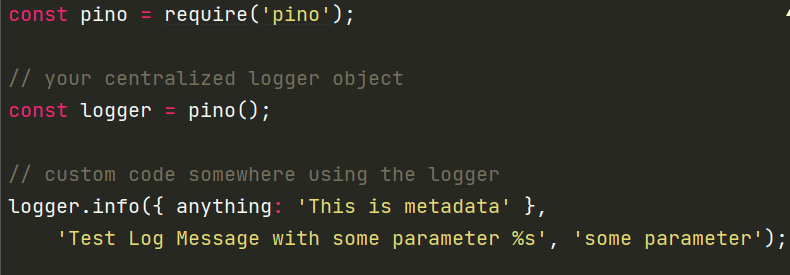 const pino = require('pino');
// your centralized logger object
const logger = pino();
// custom code somewhere using the logger
logger.info({ anything: 'This is metadata' },
'Test Log Message with some parameter %s', 'some parameter');